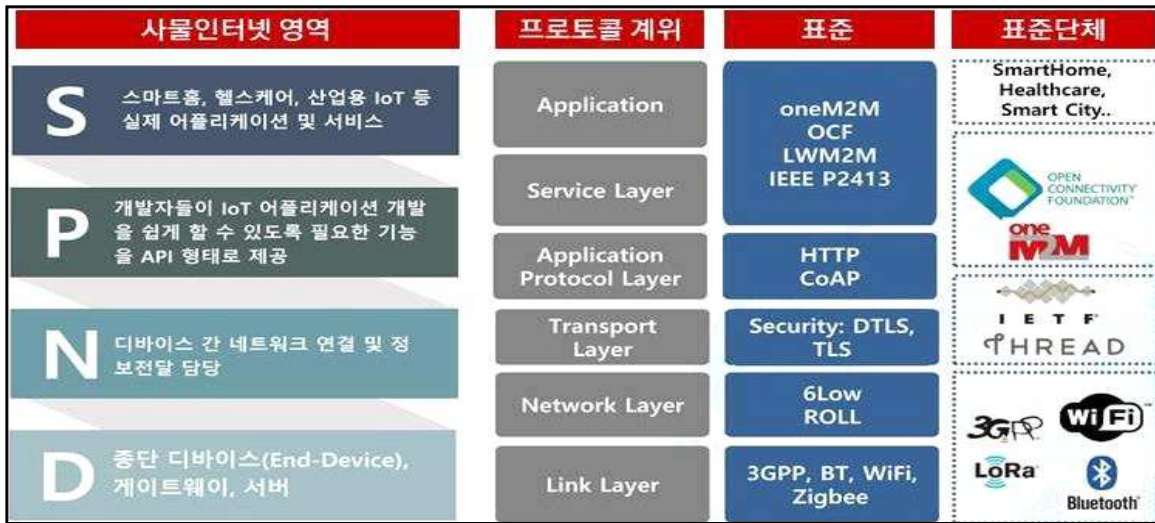 사물인터넷 영역
프로토콜 계위
표준
표준단체
S
스마트홈, 헬스케어, 산업용 IoT 등
실제 어플리케이션 및 서비스
P
개발자들이 IoT 어플리케이션 개발
을 쉽게 할 수 있도록 필요한 기능
을 API 형태로 제공
N
디바이스 간 네트워크 연결 및 정
보전달 담당
D
종단 디바이스(End-Device),
게이트웨이, 서버
Application
Service Layer
Application
Protocol Layer
Transport
Layer
Network Layer
Link Layer
oneM2M
OCF
LWM2M
IEEE P2413
HTTP
CoAP
Security: DTLS,
TLS
6Low
ROLL
3GPP, BT, WiFi,
Zigbee
SmartHome,
Healthcare,
Smart City..
OPEN
CONNECTIVITY
FOUNDATION™
one
M2M
I E T F®
THREAD
3GPP™
Wi Fi™
LoRa
Bluetooth®